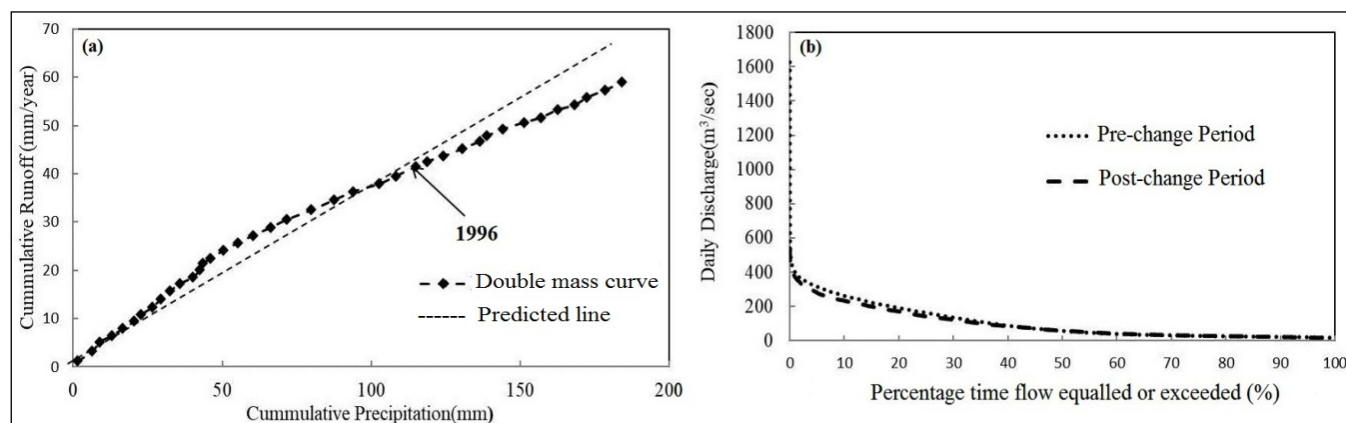 (a)
Cummulative Runoff (mm/year)
70
60
50
40
30
20
10
0
0 50 100 150 200
Cummulative Precipitation(mm)
1996
Double mass curve
Predicted line
(b)
Daily Discharge(m³/sec)
1800
1600
1400
1200
1000
800
600
400
200
0
0 10 20 30 40 50 60 70 80 90 100
Percentage time flow equalled or exceeded (%)
Pre-change Period
Post-change Period